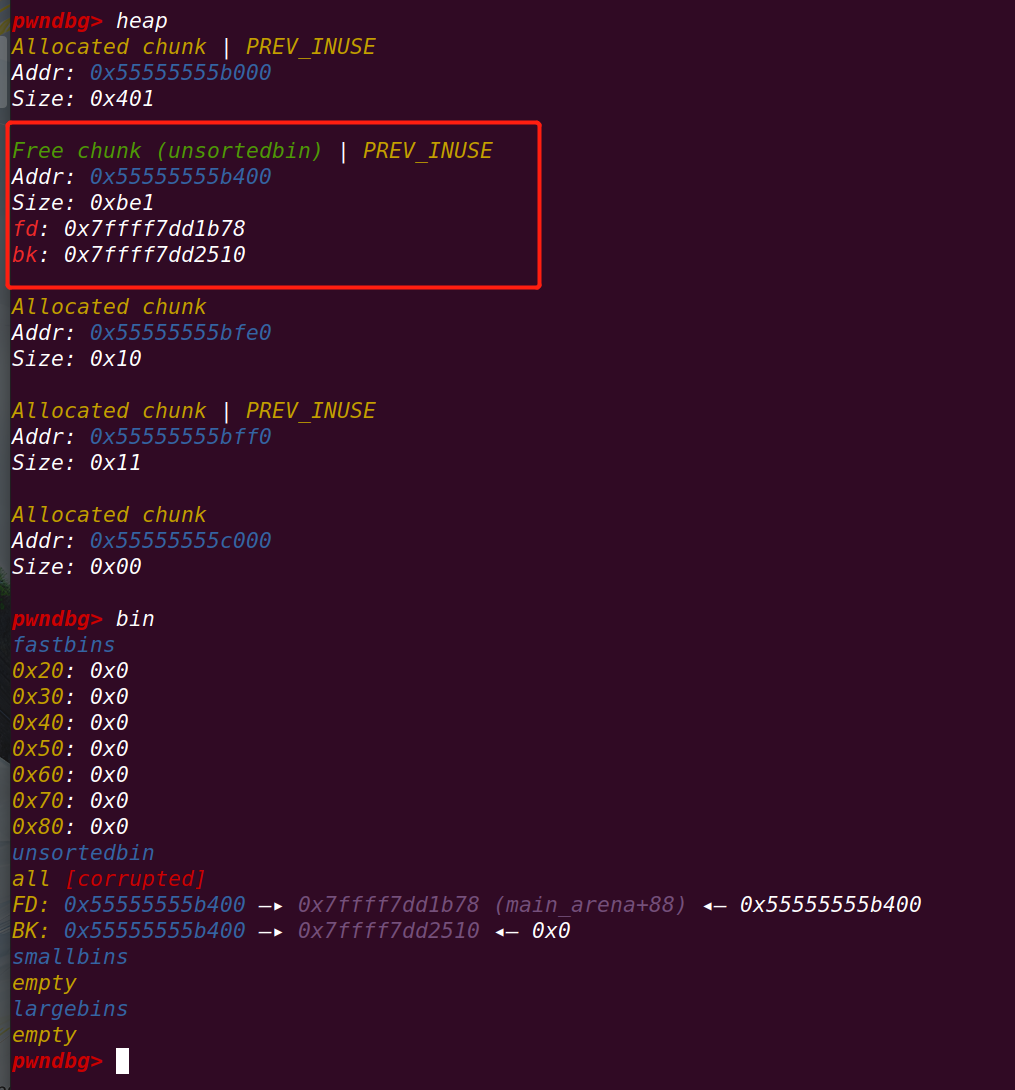 pwndbg> heap
Allocated chunk | PREV_INUSE
Addr: 0x55555555b000
Size: 0x401
Free chunk (unsortedbin) | PREV_INUSE
Addr: 0x55555555b400
Size: 0xbe1
fd: 0x7ffff7dd1b78
bk: 0x7ffff7dd2510
Allocated chunk
Addr: 0x55555555bfe0
Size: 0x10
Allocated chunk | PREV_INUSE
Addr: 0x55555555bff0
Size: 0x11
Allocated chunk
Addr: 0x55555555c000
Size: 0x00
pwndbg> bin
fastbins
0x20: 0x0
0x30: 0x0
0x40: 0x0
0x50: 0x0
0x60: 0x0
0x70: 0x0
0x80: 0x0
unsortedbin
all [corrupted]
FD: 0x55555555b400 —▸ 0x7ffff7dd1b78 (main_arena+88) ◂— 0x55555555b400
BK: 0x55555555b400 —▸ 0x7ffff7dd2510 ◂— 0x0
smallbins
empty
largebins
empty
pwndbg>